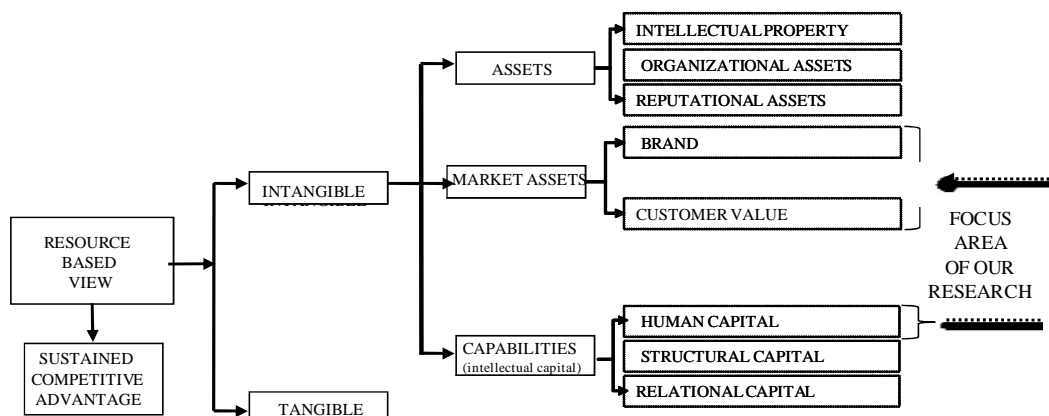 INTELLECTUAL PROPERTY
ORGANIZATIONAL ASSETS
REPUTATIONAL ASSETS
ASSETS
BRAND
MARKET ASSETS
CUSTOMER VALUE
INTANGIBLE
RESOURCE
BASED
VIEW
FOCUS
AREA
OF OUR
RESEARCH
SUSTAINED
COMPETITIVE
ADVANTAGE
HUMAN CAPITAL
CAPABILITIES
(intellectual capital)
STRUCTURAL CAPITAL
RELATIONAL CAPITAL
TANGIBLE